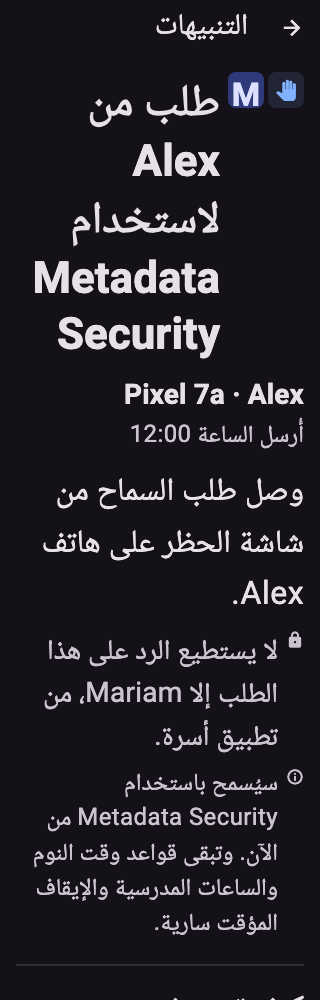 التنبيهات
M
طلب من
Alex
لاستخدام
Metadata
Security
Pixel 7a · Alex
أرسل الساعة 12:00
وصل طلب السماح من
شاشة الحظر على هاتف
Alex.
لا يستطيع الرد على هذا
الطلب إلا Mariam، من
تطبيق أسرة.
سيُسمح باستخدام
Metadata Security من
الآن. وتبقى قواعد وقت النوم
والساعات المدرسية والإيقاف
المؤقت سارية.